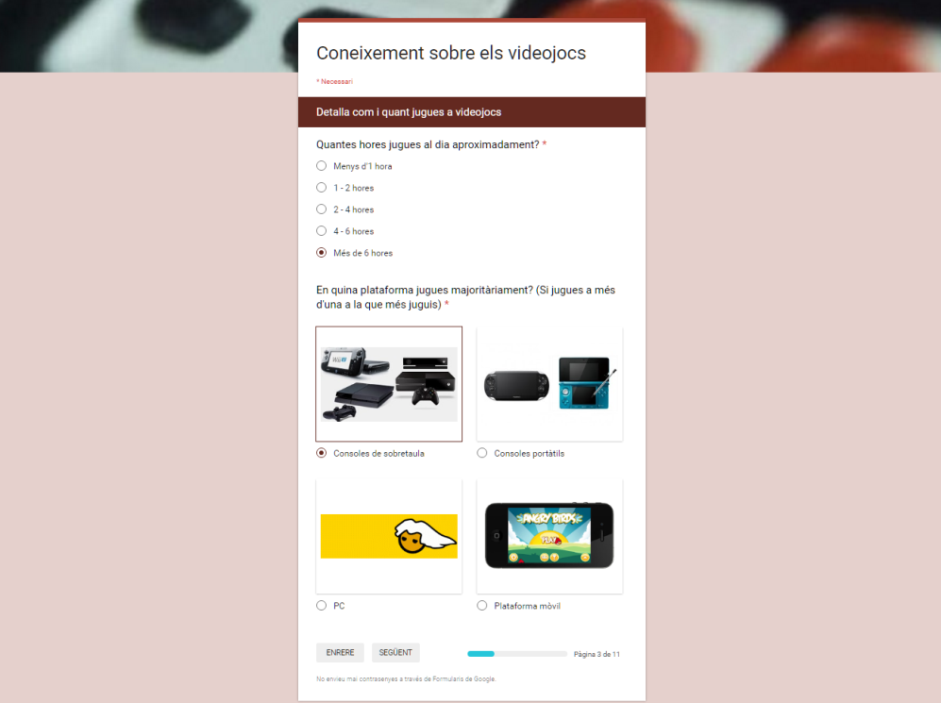 Coneixement sobre els videojocs
* Necessari
Detalla com i quant jugues a videojocs
Quantes hores jugues al dia aproximadament? *
Menys d'1 hora
1 - 2 hores
2 - 4 hores
4 - 6 hores
Més de 6 hores
En quina plataforma jugues majoritàriament? (Si jugues a més
d'una a la que més juguis) *
Consoles de sobretaula
Consoles portàtils
ANGRY BIRDS
PLAY
PC
Plataforma mòvil
ENRERE
SEGÜENT
Pàgina 3 de 11
No envieu mai contrasenyes a través de Formularis de Google.